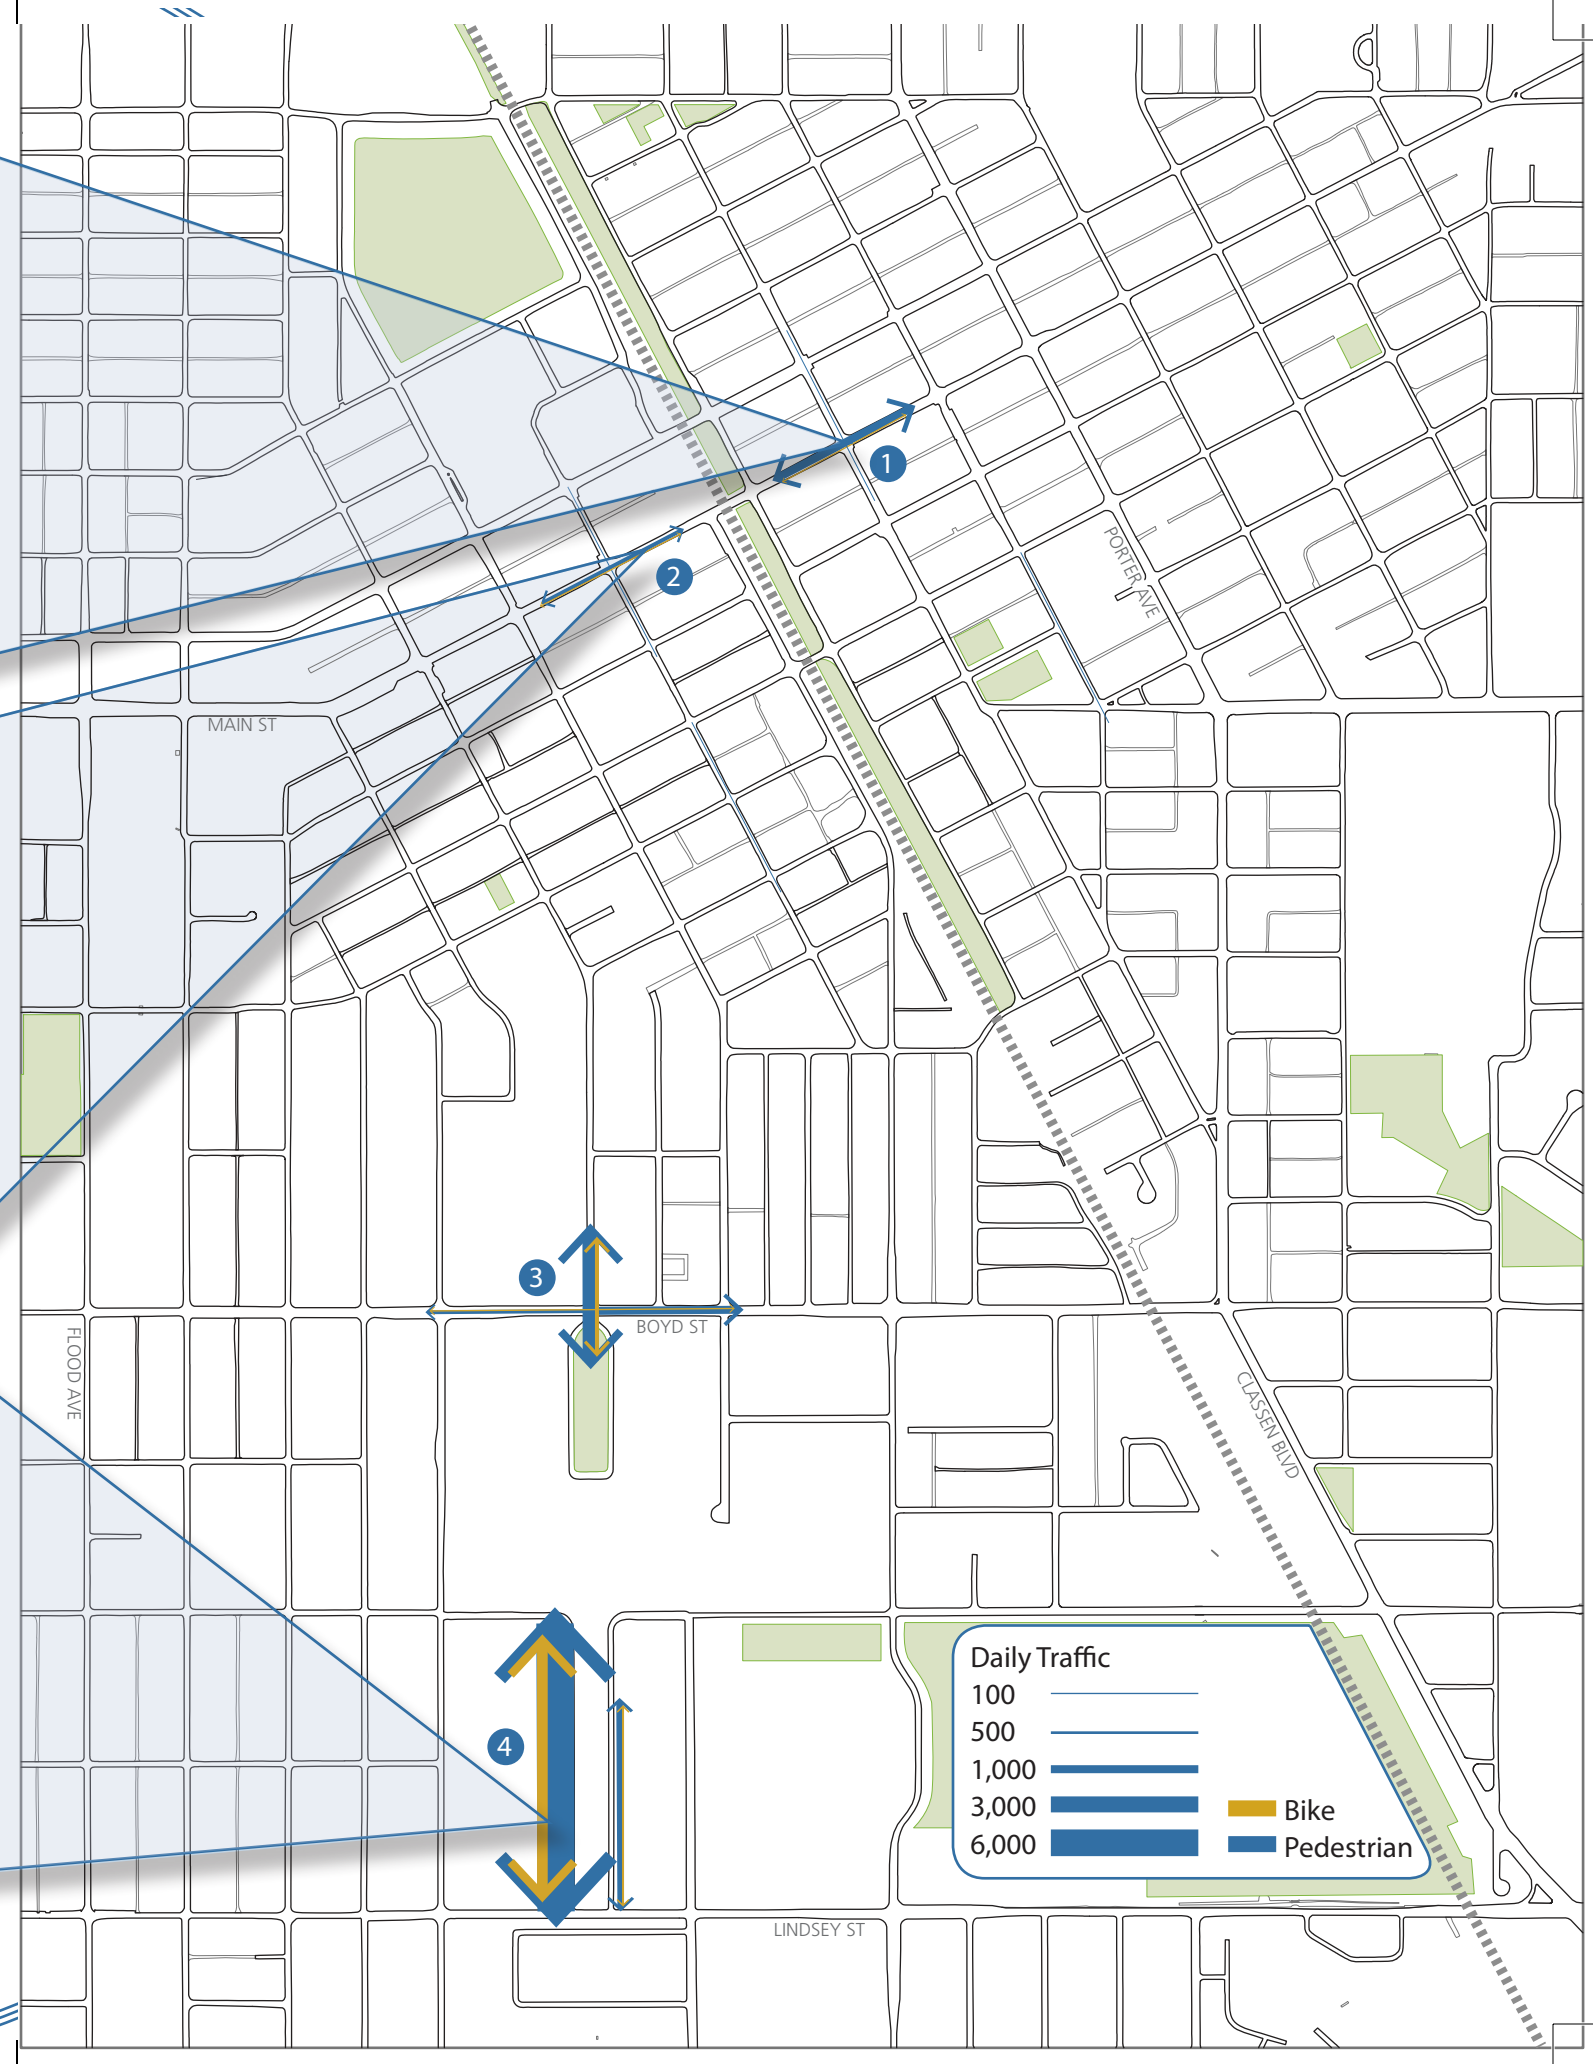 1
2
PORTER AVE
MAIN ST
3
BOYD ST
FLOOD AVE
CLASSEN BLVD
4
Daily Traffic
100
500
1,000
3,000
6,000
Bike
Pedestrian
LINDSEY ST